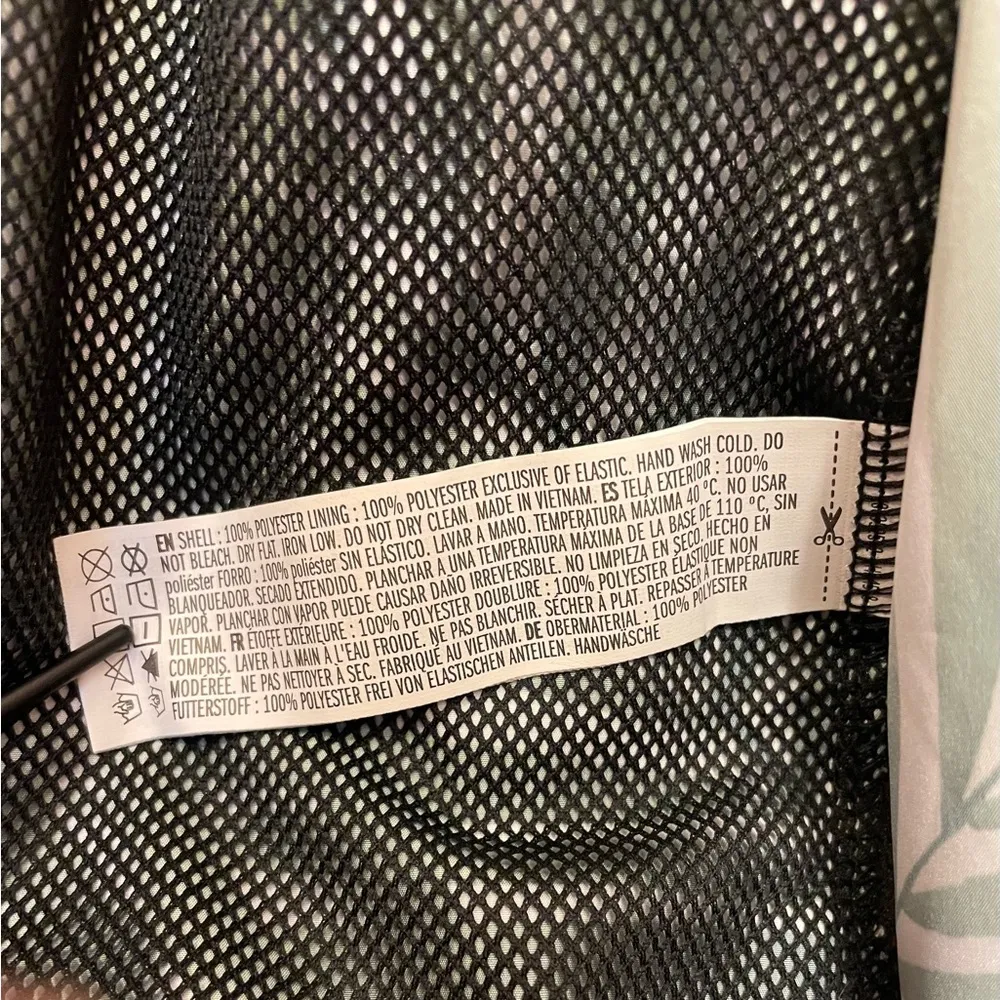 EN SHELL : 100% POLYESTER LINING : 100% POLYESTER EXCLUSIVE OF ELASTIC. HAND WASH COLD. DO
NOT BLEACH. DRY FLAT. IRON LOW. DO NOT DRY CLEAN. MADE IN VIETNAM. ES TELA EXTERIOR : 100%
poliéster FORRO : 100% poliéster SIN ELÁSTICO. LAVAR A MANO. TEMPERATURA MÁXIMA 40 ºC. NO USAR
BLANQUEADOR. SECADO EXTENDIDO. PLANCHAR A UNA TEMPERATURA MÁXIMA DE LA BASE DE 110 ºC, SIN
VAPOR. PLANCHAR CON VAPOR PUEDE CAUSAR DAÑO IRREVERSIBLE. NO LIMPIEZA EN SECO. HECHO EN
VIETNAM. FR ÉTOFFE EXTÉRIEURE : 100% POLYESTER DOUBLURE : 100% POLYESTER ÉLASTIQUE NON
COMPRIS. LAVER À LA MAIN À L'EAU FROIDE. NE PAS BLANCHIR. SÉCHER À PLAT. REPASSER À TEMPÉRATURE
MODÉRÉE. NE PAS NETTOYER À SEC. FABRIQUÉ AU VIETNAM. DE OBERMATERIAL : 100% POLYESTER
FUTTERSTOFF : 100% POLYESTER FREI VON ELASTISCHEN ANTEILEN. HANDWÄSCHE